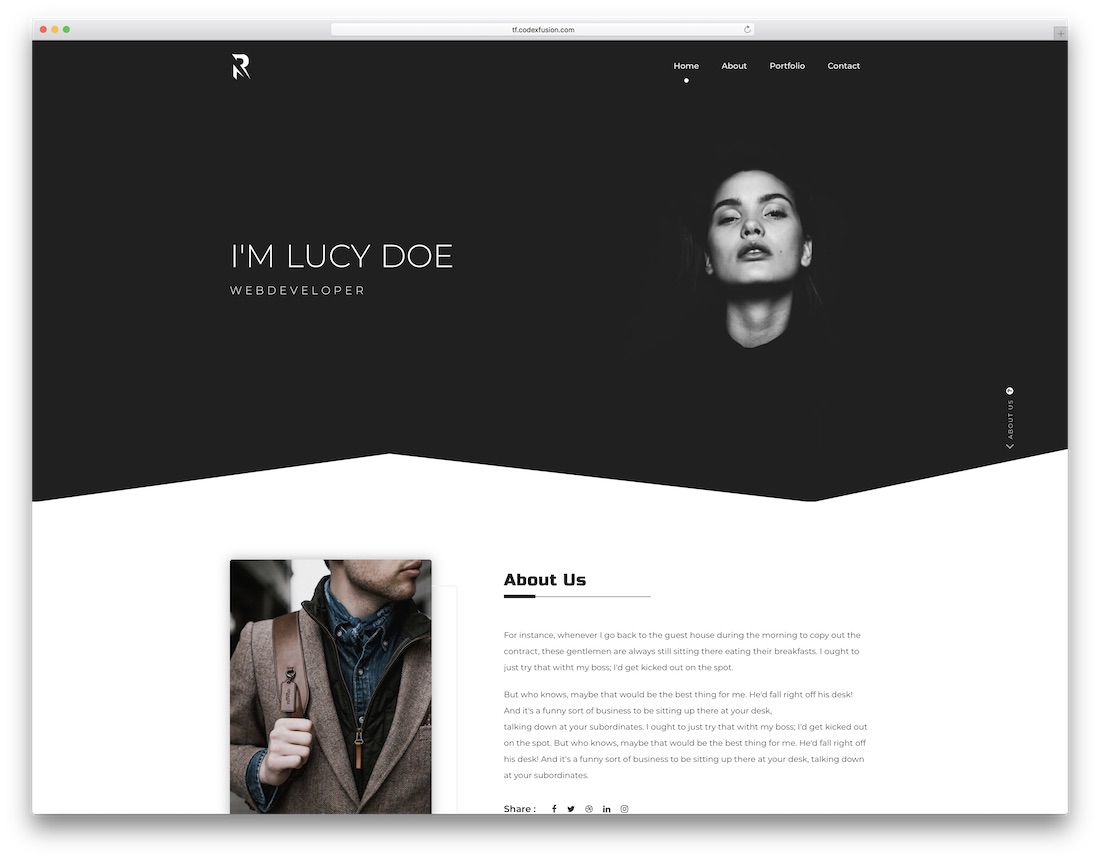 tf.codexfusion.com
Home About Portfolio Contact
I'M LUCY DOE
WEBDEVELOPER
ABOUT US
About Us
For instance, whenever I go back to the guest house during the morning to copy out the
contract, these gentlemen are always still sitting there eating their breakfasts. I ought to
just try that witht my boss; I'd get kicked out on the spot.
But who knows, maybe that would be the best thing for me. He'd fall right off his desk!
And it's a funny sort of business to be sitting up there at your desk,
talking down at your subordinates. I ought to just try that witht my boss; I'd get kicked out
on the spot. But who knows, maybe that would be the best thing for me. He'd fall right off
his desk! And it's a funny sort of business to be sitting up there at your desk, talking down
at your subordinates.
Share :